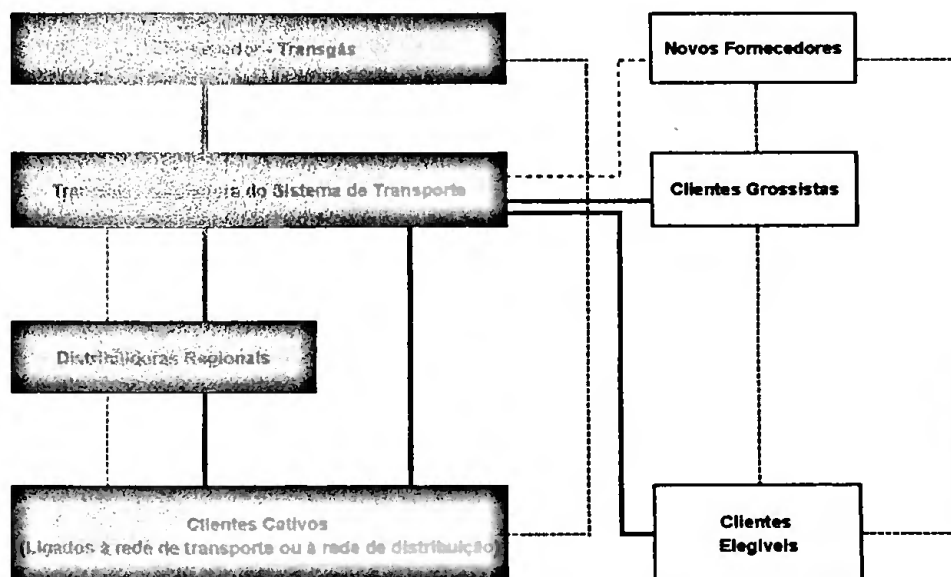 - Transgás
Novos Fornecedores
do Sistema de Transporte
Clientes Grossistas
Distribuidoras Regionais
Clientes Cativos
(Ligados à rede de transporte ou à rede de distribuição)
Clientes
Elegíveis